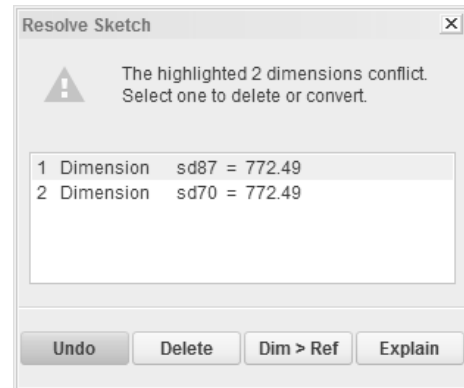 Resolve Sketch
The highlighted 2 dimensions conflict.
Select one to delete or convert.
1 Dimension sd87 = 772.49
2 Dimension sd70 = 772.49
Undo Delete Dim > Ref Explain